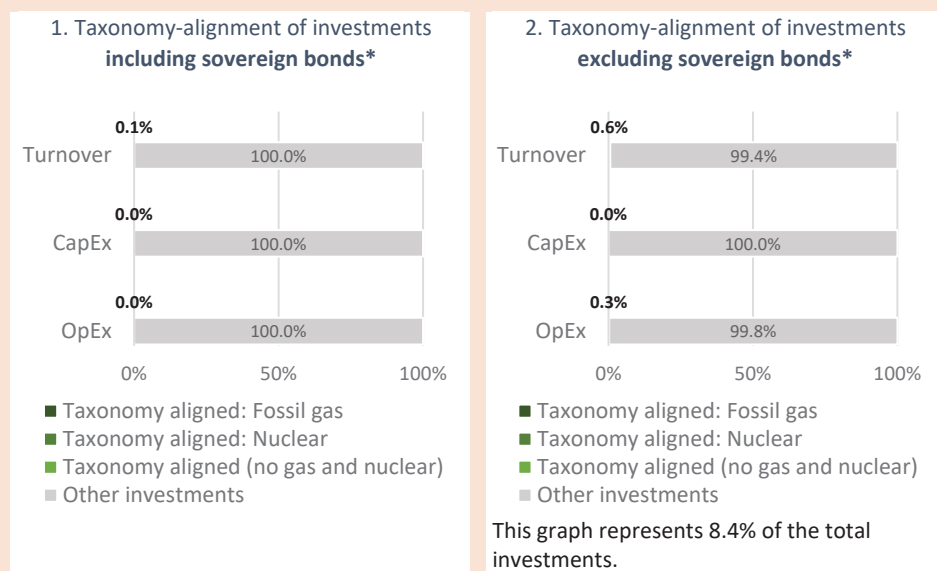 1. Taxonomy-alignment of investments
including sovereign bonds*
0.1%
Turnover 100.0%
0.0%
CapEx 100.0%
0.0%
OpEx 100.0%
0% 50% 100%
Taxonomy aligned: Fossil gas
Taxonomy aligned: Nuclear
Taxonomy aligned (no gas and nuclear)
Other investments
2. Taxonomy-alignment of investments
excluding sovereign bonds*
0.6%
Turnover 99.4%
0.0%
CapEx 100.0%
0.3%
OpEx 99.8%
0% 50% 100%
Taxonomy aligned: Fossil gas
Taxonomy aligned: Nuclear
Taxonomy aligned (no gas and nuclear)
Other investments
This graph represents 8.4% of the total
investments.